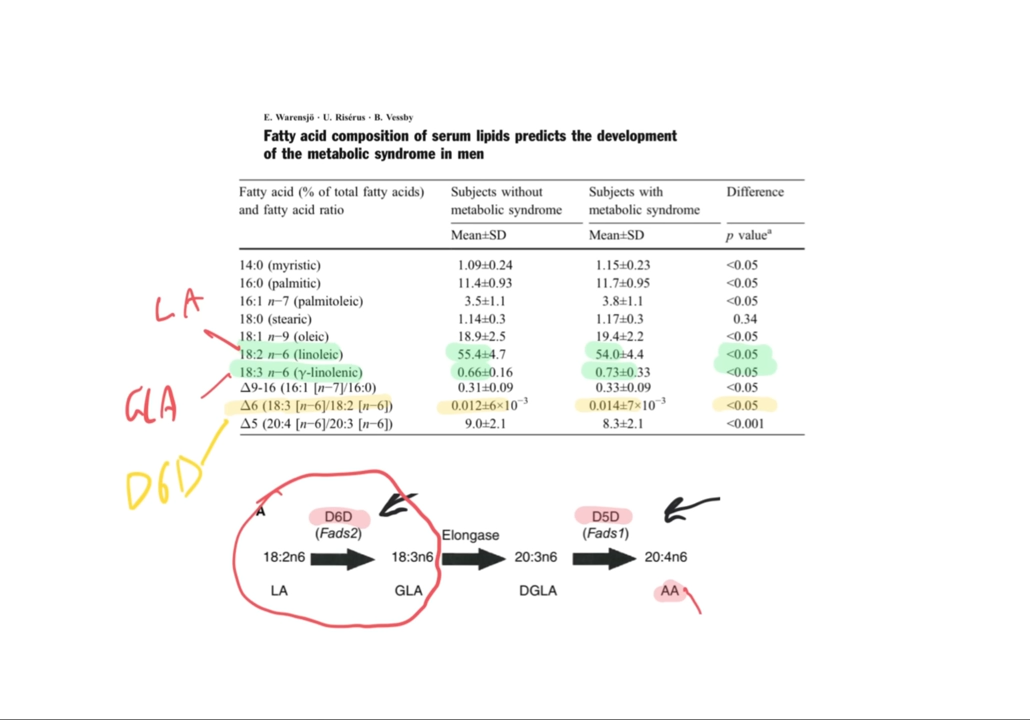 E. Warensjö · U. Risérus · B. Vessby
Fatty acid composition of serum lipids predicts the development
of the metabolic syndrome in men
Fatty acid (% of total fatty acids) Subjects without Subjects with Difference
and fatty acid ratio metabolic syndrome metabolic syndrome
Mean±SD Mean±SD p valueᵃ
14:0 (myristic) 1.09±0.24 1.15±0.23 <0.05
16:0 (palmitic) 11.4±0.93 11.7±0.95 <0.05
16:1 n−7 (palmitoleic) 3.5±1.1 3.8±1.1 <0.05
18:0 (stearic) 1.14±0.3 1.17±0.3 0.34
18:1 n−9 (oleic) 18.9±2.5 19.4±2.2 <0.05
18:2 n−6 (linoleic) 55.4±4.7 54.0±4.4 <0.05
18:3 n−6 (γ-linolenic) 0.66±0.16 0.73±0.33 <0.05
Δ9-16 (16:1 [n−7]/16:0) 0.31±0.09 0.33±0.09 <0.05
Δ6 (18:3 [n−6]/18:2 [n−6]) 0.012±6×10⁻³ 0.014±7×10⁻³ <0.05
Δ5 (20:4 [n−6]/20:3 [n−6]) 9.0±2.1 8.3±2.1 <0.001
LA
GLA
D6D
A
D6D D5D
(Fads2) Elongase (Fads1)
18:2n6 18:3n6 20:3n6 20:4n6
LA GLA DGLA AA